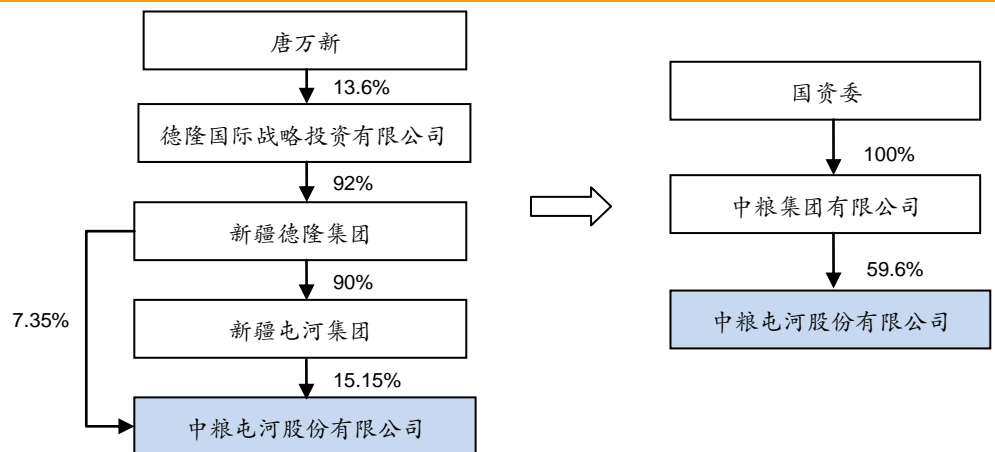 唐万新
13.6%
德隆国际战略投资有限公司
92%
新疆德隆集团
90%
7.35%
新疆屯河集团
15.15%
中粮屯河股份有限公司
国资委
100%
中粮集团有限公司
59.6%
中粮屯河股份有限公司